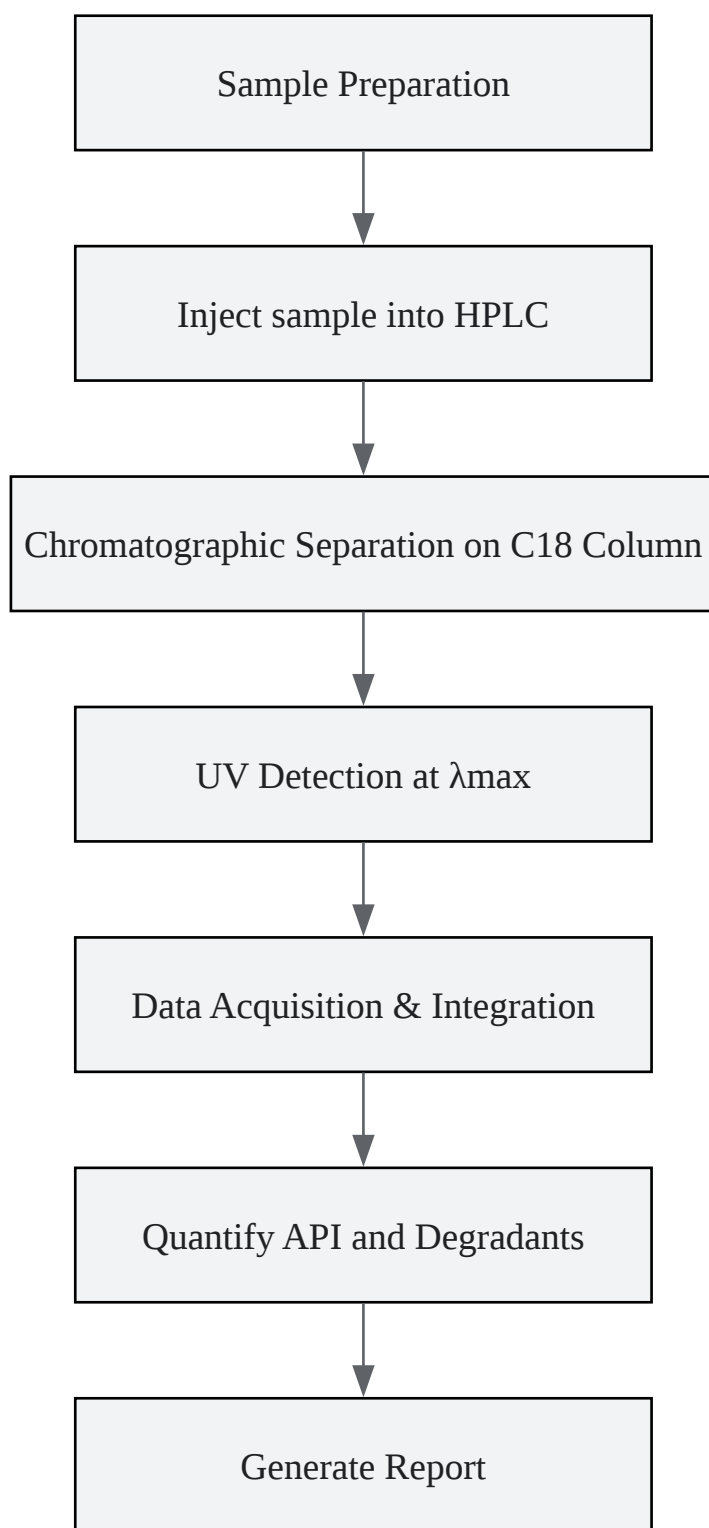 Sample Preparation
Inject sample into HPLC
Chromatographic Separation on C18 Column
UV Detection at λmax
Data Acquisition & Integration
Quantify API and Degradants
Generate Report